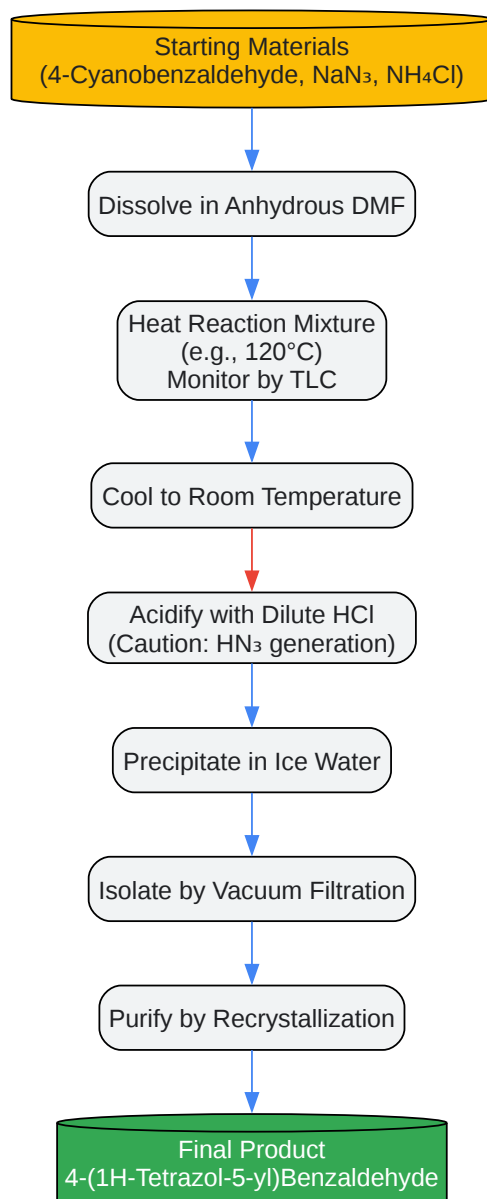 Starting Materials
(4-Cyanobenzaldehyde, NaN₃, NH₄Cl)
Dissolve in Anhydrous DMF
Heat Reaction Mixture
(e.g., 120°C)
Monitor by TLC
Cool to Room Temperature
Acidify with Dilute HCl
(Caution: HN₃ generation)
Precipitate in Ice Water
Isolate by Vacuum Filtration
Purify by Recrystallization
Final Product
4-(1H-Tetrazol-5-yl)Benzaldehyde